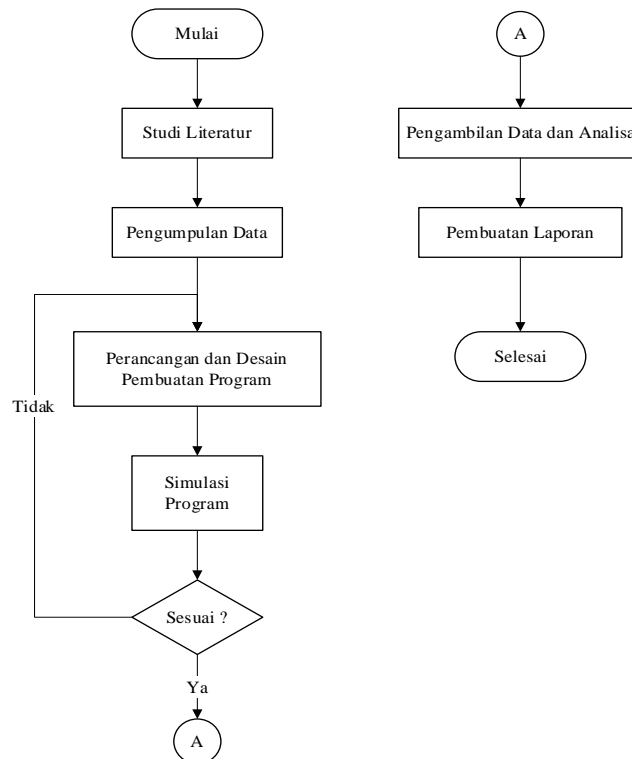 Mulai
Studi Literatur
Pengumpulan Data
Perancangan dan Desain
Pembuatan Program
Tidak
Simulasi
Program
Sesuai ?
Ya
A
A
Pengambilan Data dan Analisa
Pembuatan Laporan
Selesai